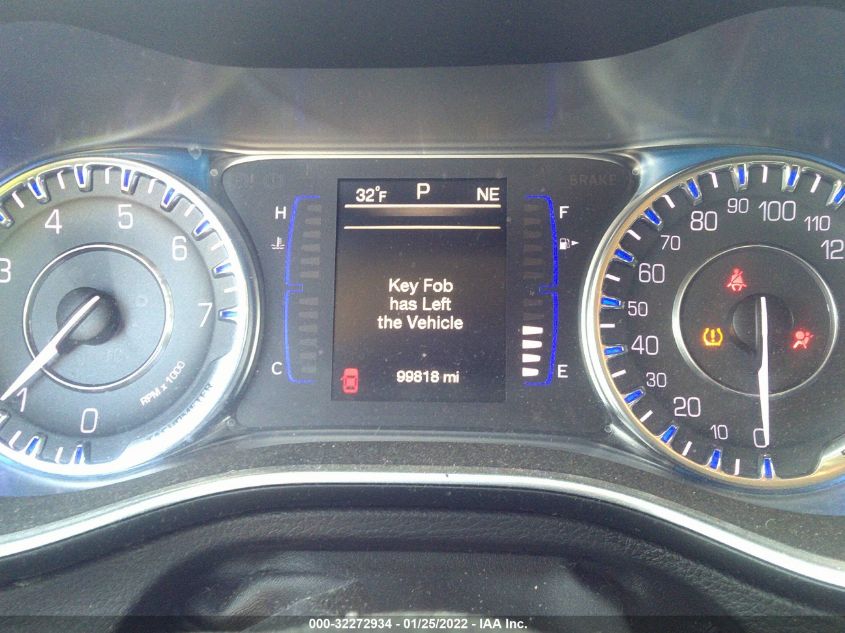 32°F P NE
BRAKE
H
F
C
E
Key Fob
has Left
the Vehicle
99818 mi
0
1
3
4
5
6
7
RPM x 1000
0
10
20
30
40
50
60
70
80
90
100
110
12
000-32272934 / 01/25/2022 - IAA Inc.